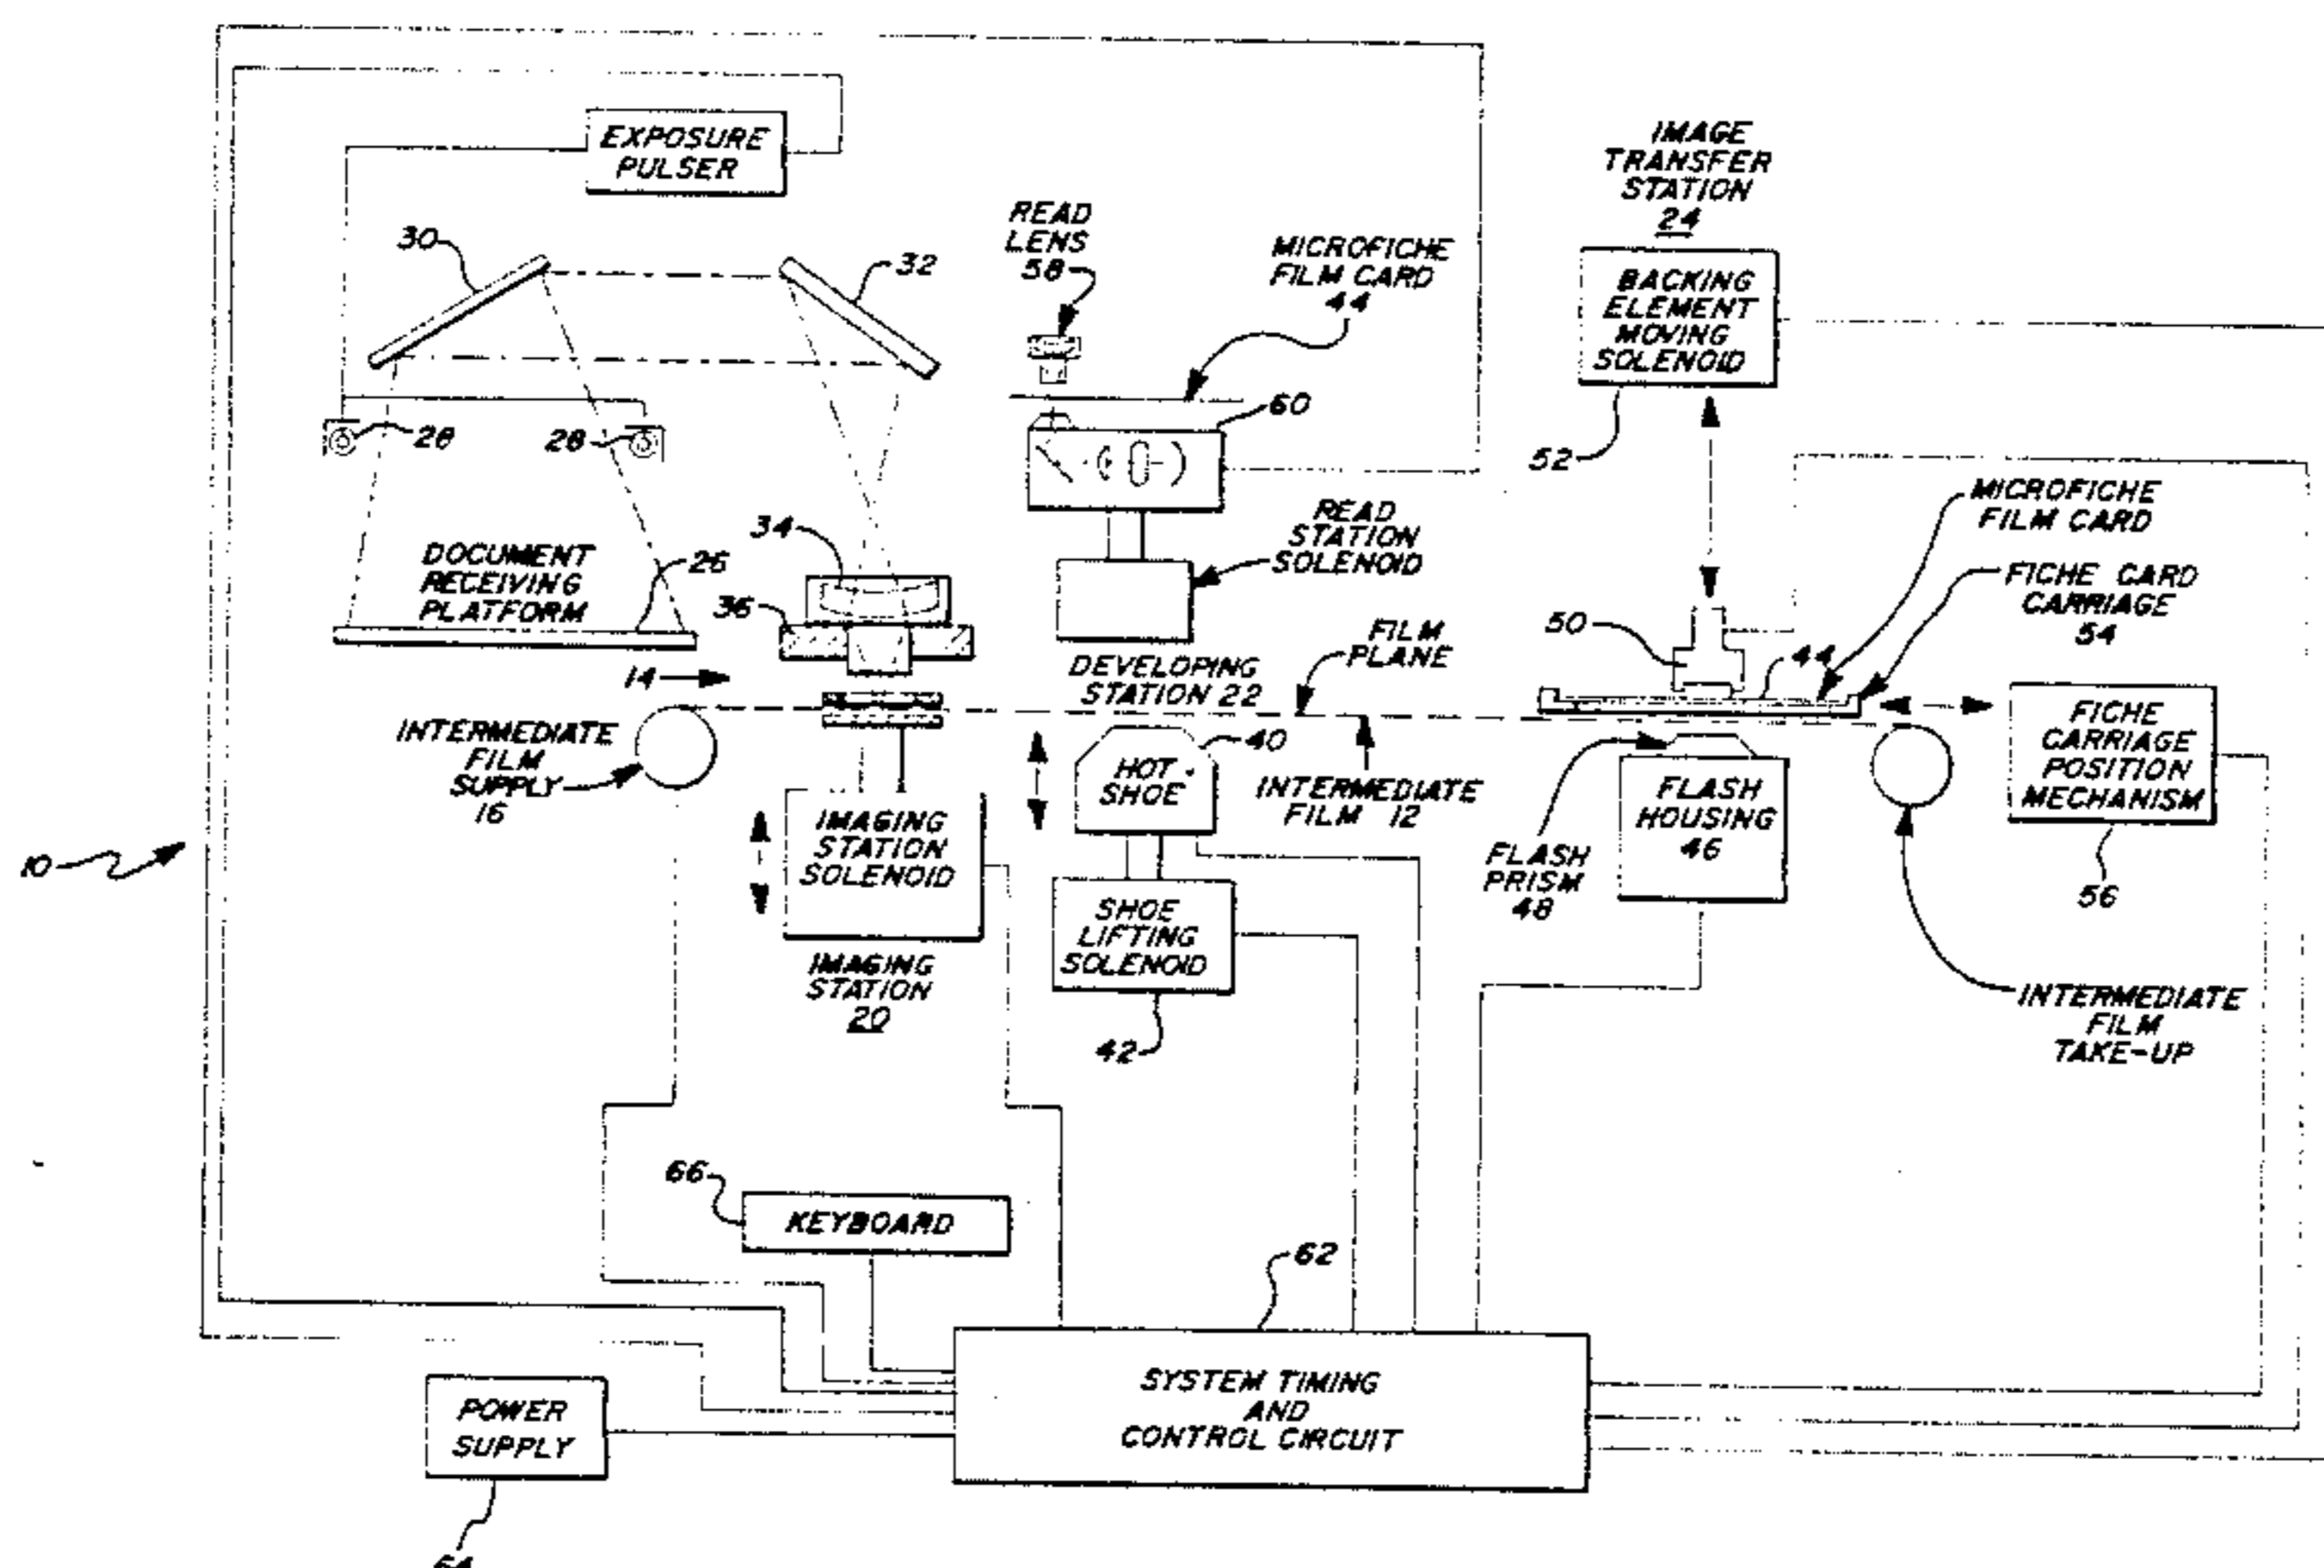 EXPOSURE
PULSER
30
32
READ
LENS
58
MICROFICHE
FILM CARD
44
IMAGE
TRANSFER
STATION
24
BACKING
ELEMENT
MOVING
SOLENOID
52
28
28
60
READ
STATION
SOLENOID
DOCUMENT
RECEIVING
PLATFORM
26
34
36
14
MICROFICHE
FILM CARD
FICHE CARD
CARRIAGE
54
50
44
FILM
PLANE
DEVELOPING
STATION 22
INTERMEDIATE
FILM
SUPPLY
16
40
HOT
SHOE
INTERMEDIATE
FILM 12
FLASH
HOUSING
46
FLASH
PRISM
48
FICHE
CARRIAGE
POSITION
MECHANISM
56
10
IMAGING
STATION
SOLENOID
IMAGING
STATION
20
SHOE
LIFTING
SOLENOID
42
INTERMEDIATE
FILM
TAKE-UP
66
KEYBOARD
62
SYSTEM TIMING
AND
CONTROL CIRCUIT
POWER
SUPPLY